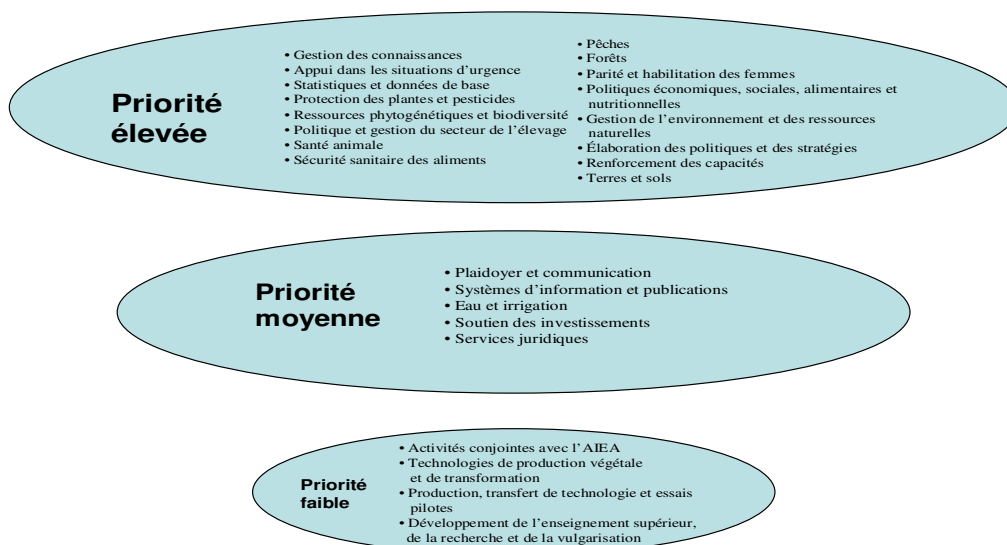 Priorité
élevée
• Gestion des connaissances
• Appui dans les situations d'urgence
• Statistiques et données de base
• Protection des plantes et pesticides
• Ressources phytogénétiques et biodiversité
• Politique et gestion du secteur de l'élevage
• Santé animale
• Sécurité sanitaire des aliments
• Pêches
• Forêts
• Parité et habilitation des femmes
• Politiques économiques, sociales, alimentaires et
nutritionnelles
• Gestion de l'environnement et des ressources
naturelles
• Élaboration des politiques et des stratégies
• Renforcement des capacités
• Terres et sols
Priorité
moyenne
• Plaidoyer et communication
• Systèmes d'information et publications
• Eau et irrigation
• Soutien des investissements
• Services juridiques
Priorité
faible
• Activités conjointes avec l'AIEA
• Technologies de production végétale
et de transformation
• Production, transfert de technologie et essais
pilotes
• Développement de l'enseignement supérieur,
de la recherche et de la vulgarisation